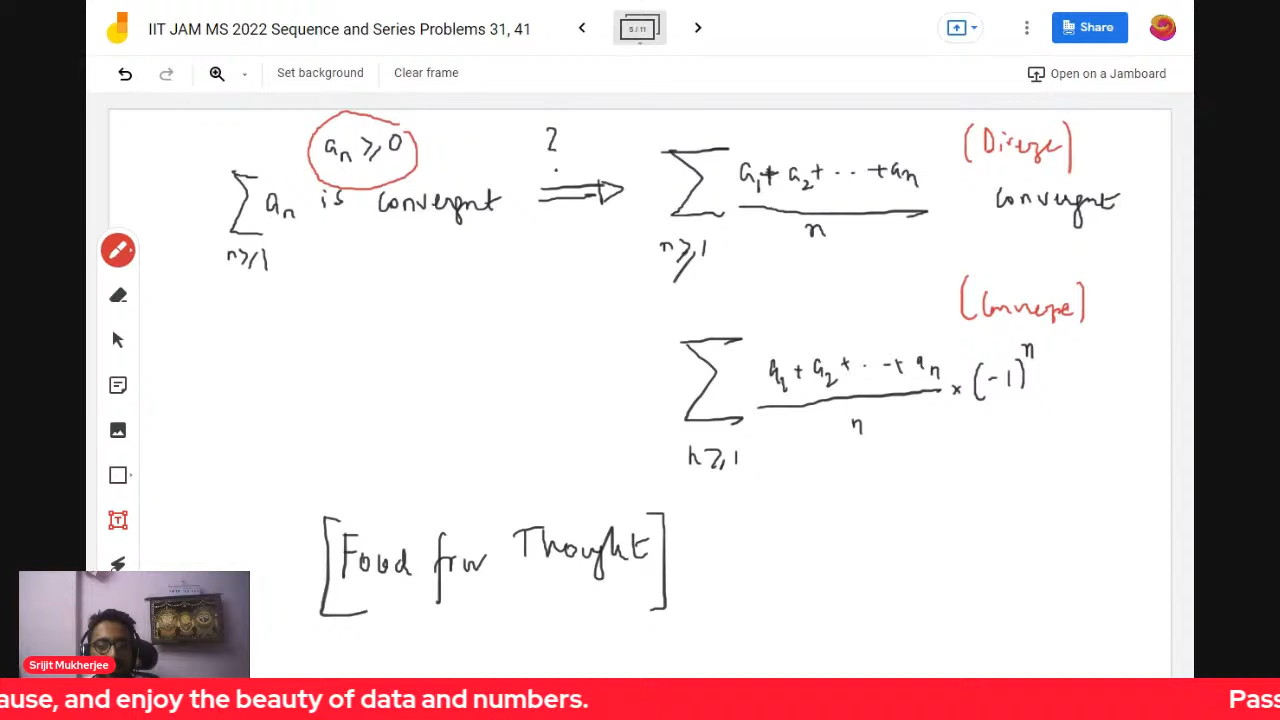 IIT JAM MS 2022 Sequence and Series Problems 31, 41
5 / 11
Share
Set background
Clear frame
Open on a Jamboard
aₙ ⩾ 0
?
∑ aₙ is convergent ⟹ ∑ (a₁ + a₂ + ·· + aₙ)/n convergent
n⩾1
n⩾1
(Diverge)
(Converge)
∑ (a₁ + a₂ + ·· + aₙ)/n × (-1)ⁿ
n⩾1
[Food for Thought]
Srijit Mukherjee
ause, and enjoy the beauty of data and numbers.
Pass